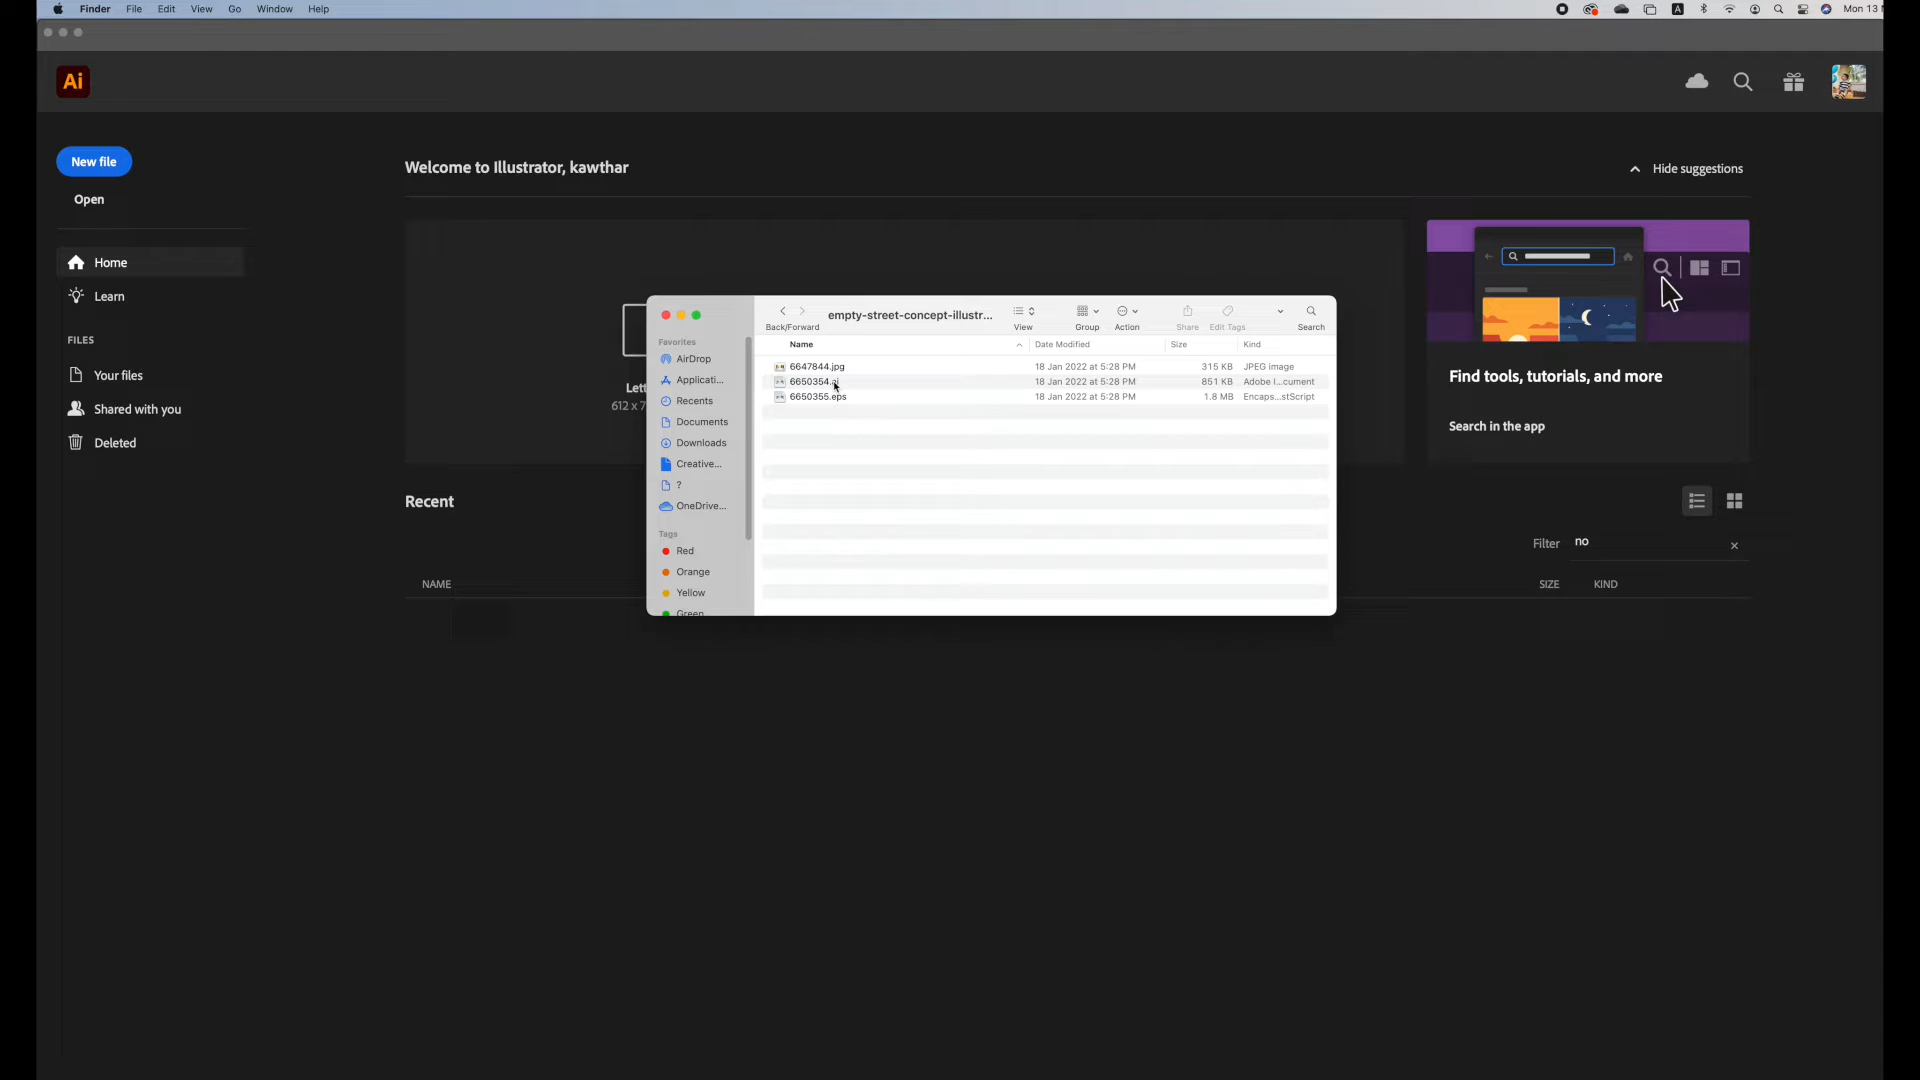 Finder File Edit View Go Window Help
A
Mon 13
Ai
New file
Open
Home
Learn
FILES
Your files
Shared with you
Deleted
Welcome to Illustrator, kawthar
Hide suggestions
612 x 7
Find tools, tutorials, and more
Search in the app
Recent
Filter no
NAME
SIZE KIND
empty-street-concept-illustr...
Back/Forward View Group Action Share Edit Tags Search
Favorites
AirDrop
Applicati...
Recents
Documents
Downloads
Creative...
?
OneDrive...
Tags
Red
Orange
Yellow
Green
Name Date Modified Size Kind
6647844.jpg 18 Jan 2022 at 5:28 PM 315 KB JPEG image
6650354.ai 18 Jan 2022 at 5:28 PM 851 KB Adobe I...cument
6650355.eps 18 Jan 2022 at 5:28 PM 1.8 MB Encaps...stScript